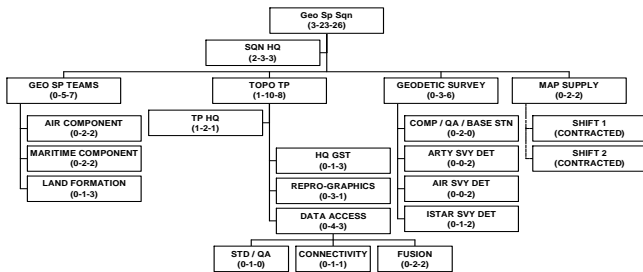 Geo Sp Sqn
(3-23-26)
SQN HQ
(2-3-3)
GEO SP TEAMS
(0-5-7)
TOPO TP
(1-10-8)
GEODETIC SURVEY
(0-3-6)
MAP SUPPLY
(0-2-2)
AIR COMPONENT
(0-2-2)
MARITIME COMPONENT
(0-2-2)
LAND FORMATION
(0-1-3)
TP HQ
(1-2-1)
HQ GST
(0-1-3)
REPRO-GRAPHICS
(0-3-1)
DATA ACCESS
(0-4-3)
STD / QA
(0-1-0)
CONNECTIVITY
(0-1-1)
FUSION
(0-2-2)
COMP / QA / BASE STN
(0-2-0)
ARTY SVY DET
(0-0-2)
AIR SVY DET
(0-0-2)
ISTAR SVY DET
(0-1-2)
SHIFT 1
(CONTRACTED)
SHIFT 2
(CONTRACTED)